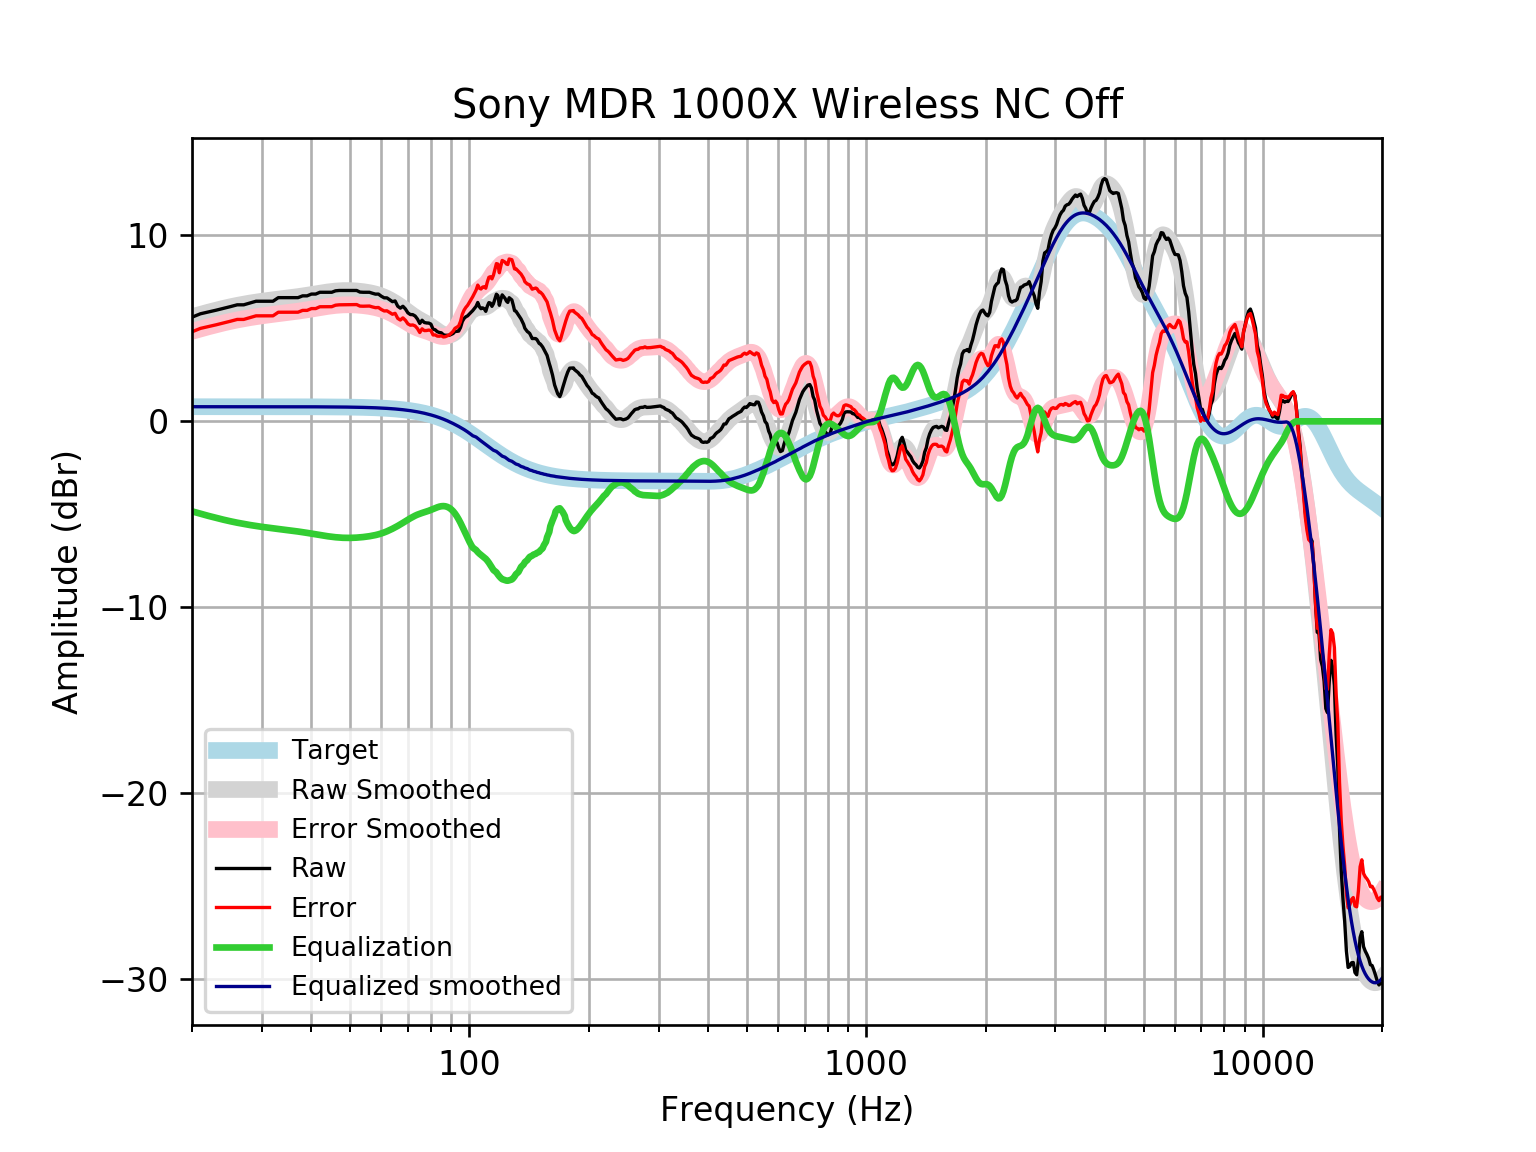 Sony MDR 1000X Wireless NC Off
Amplitude (dBr)
10
0
−10
−20
−30
Target
Raw Smoothed
Error Smoothed
Raw
Error
Equalization
Equalized smoothed
100
1000
10000
Frequency (Hz)